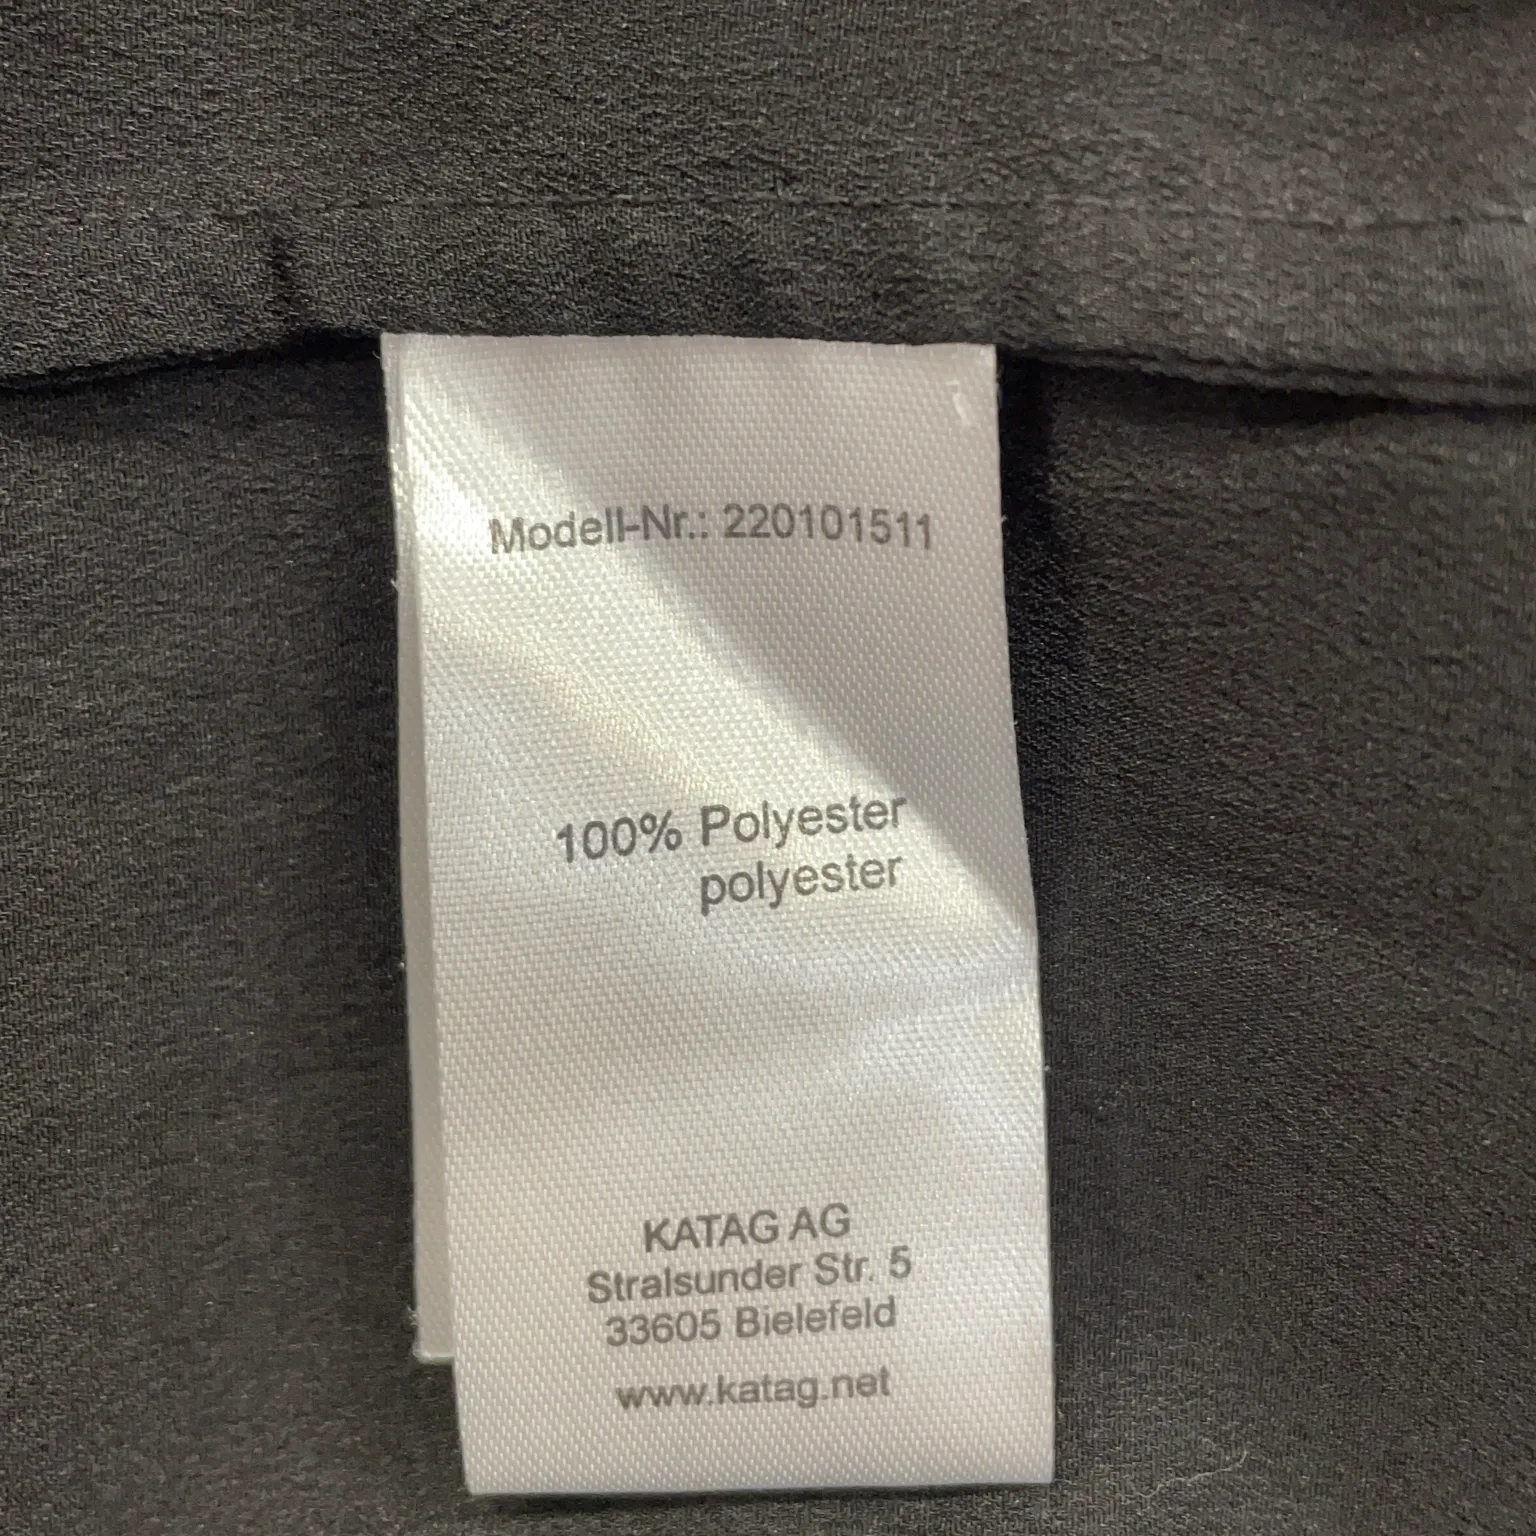 Modell-Nr.: 220101511
100% Polyester
polyester
KATAG AG
Stralsunder Str. 5
33605 Bielefeld
www.katag.net